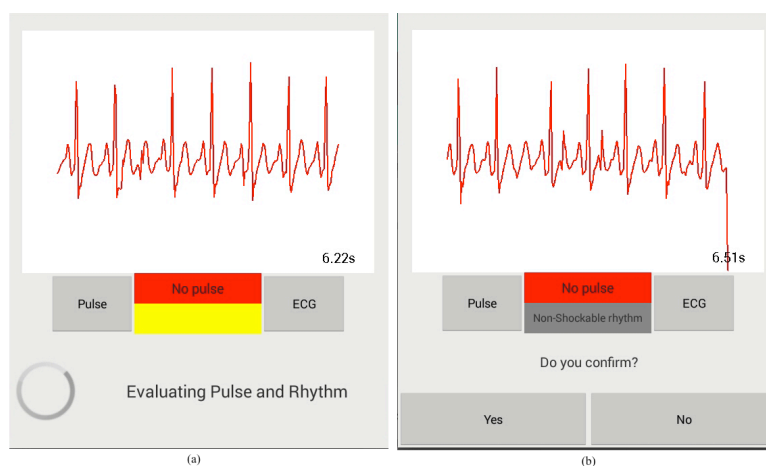 6.22s
Pulse
No pulse
ECG
Evaluating Pulse and Rhythm
(a)
6.51s
Pulse
No pulse
Non-Shockable rhythm
ECG
Do you confirm?
Yes
No
(b)